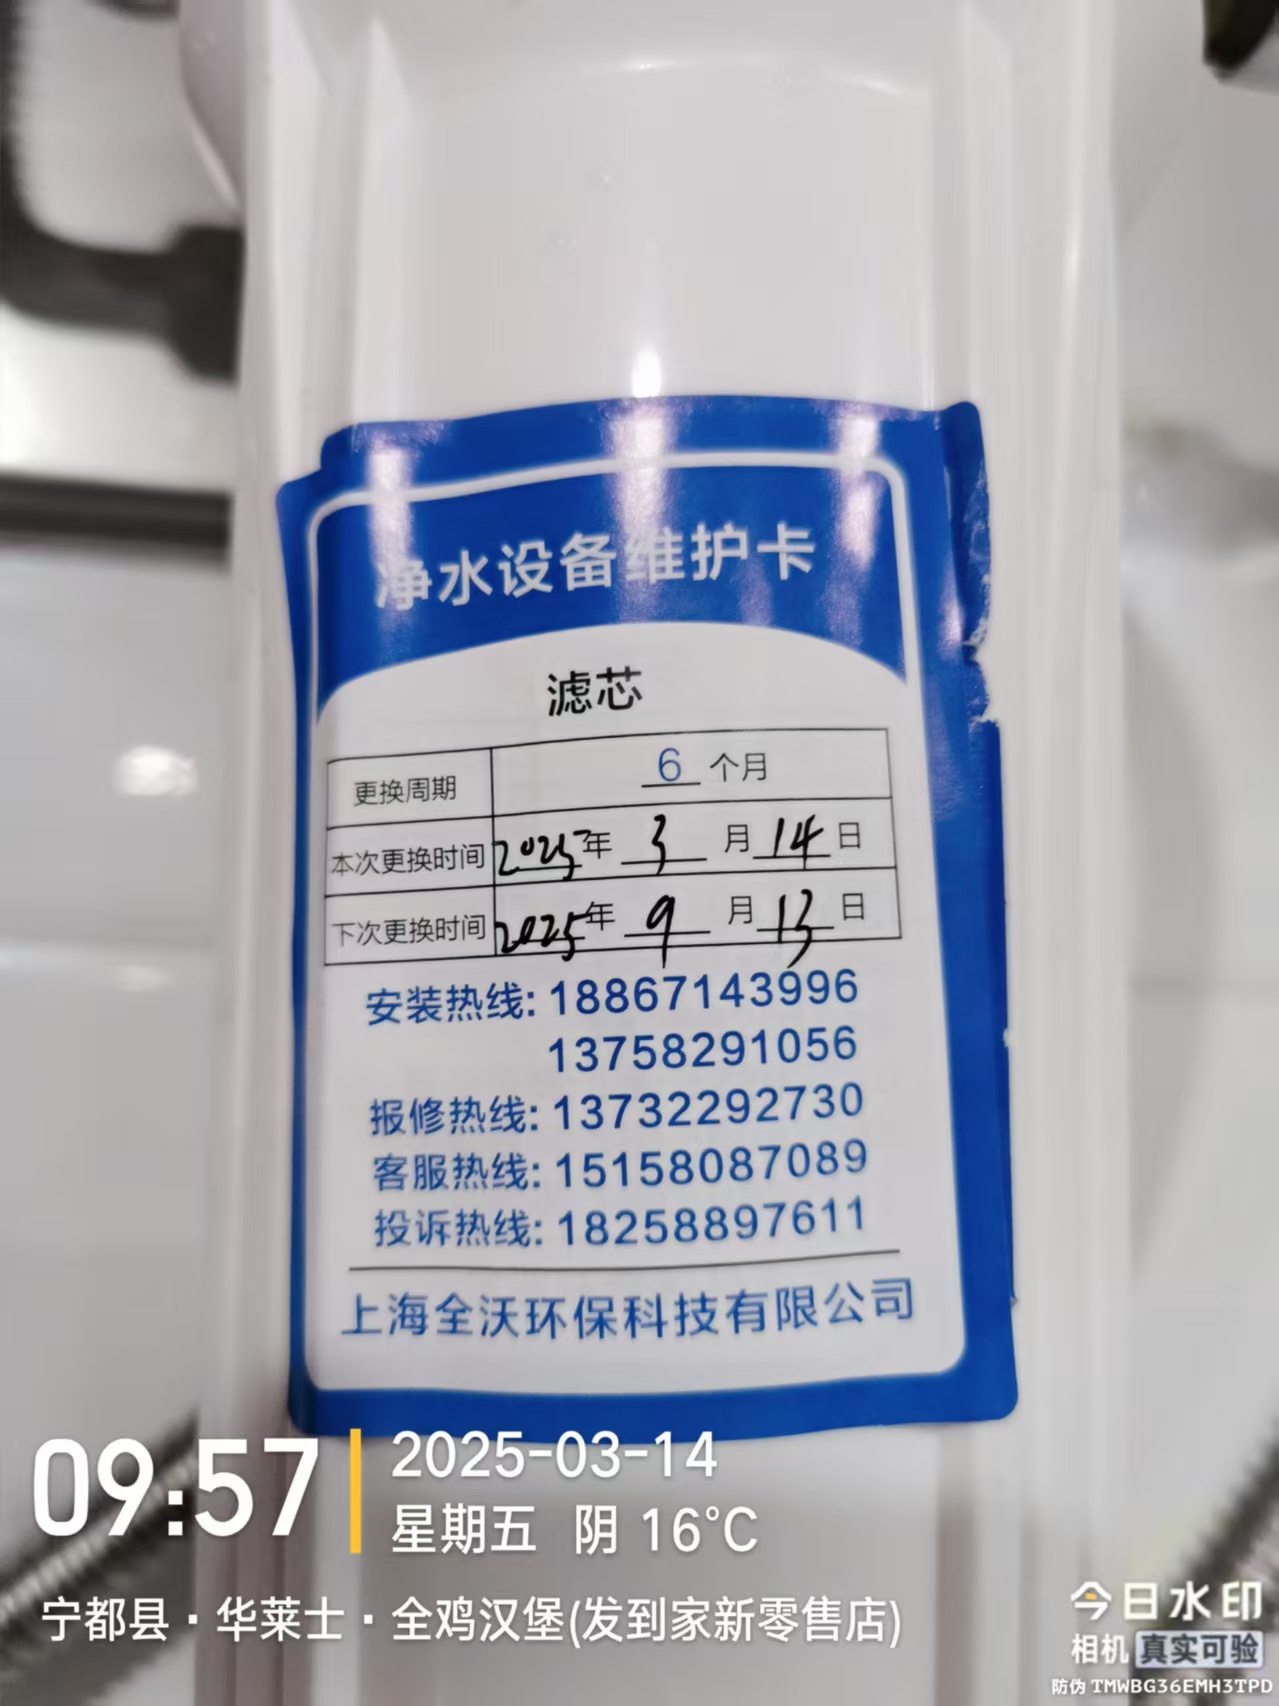 净水设备维护卡
滤芯
更换周期 6 个月
本次更换时间 2025年 3 月 14 日
下次更换时间 2025年 9 月 13 日
安装热线: 18867143996
13758291056
报修热线: 13732292730
客服热线: 15158087089
投诉热线: 18258897611
上海全沃环保科技有限公司
09:57
2025-03-14
星期五 阴 16°C
宁都县·华莱士·全鸡汉堡(发到家新零售店)
今日水印
相机 真实可验
防伪 TMWBG36EMH3TPD